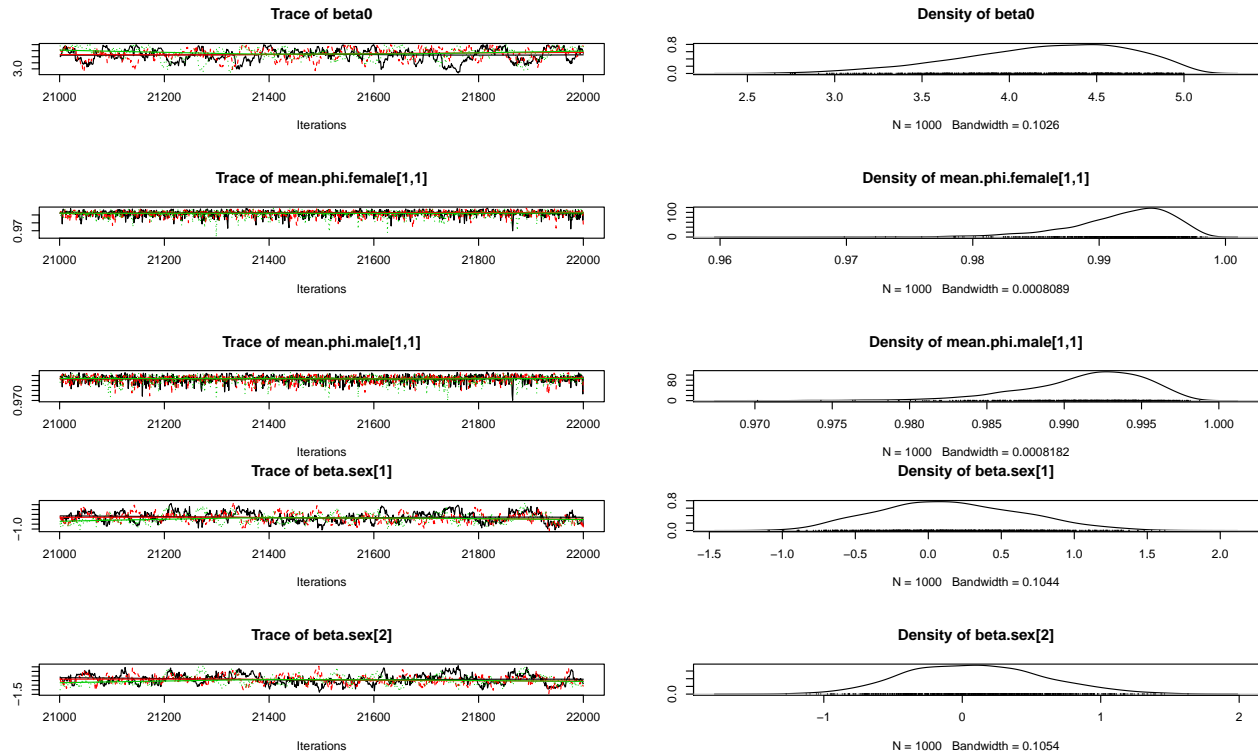 Trace of beta0
3.0
21000 21200 21400 21600 21800 22000
Iterations
Density of beta0
0.0 0.8
2.5 3.0 3.5 4.0 4.5 5.0
N = 1000 Bandwidth = 0.1026
Trace of mean.phi.female[1,1]
0.97
21000 21200 21400 21600 21800 22000
Iterations
Density of mean.phi.female[1,1]
0 100
0.96 0.97 0.98 0.99 1.00
N = 1000 Bandwidth = 0.0008089
Trace of mean.phi.male[1,1]
0.970
21000 21200 21400 21600 21800 22000
Iterations
Density of mean.phi.male[1,1]
0 80
0.970 0.975 0.980 0.985 0.990 0.995 1.000
N = 1000 Bandwidth = 0.0008182
Trace of beta.sex[1]
−1.0
21000 21200 21400 21600 21800 22000
Iterations
Density of beta.sex[1]
0.0 0.8
−1.5 −1.0 −0.5 0.0 0.5 1.0 1.5 2.0
N = 1000 Bandwidth = 0.1044
Trace of beta.sex[2]
−1.5
21000 21200 21400 21600 21800 22000
Iterations
Density of beta.sex[2]
0.0
−1 0 1 2
N = 1000 Bandwidth = 0.1054